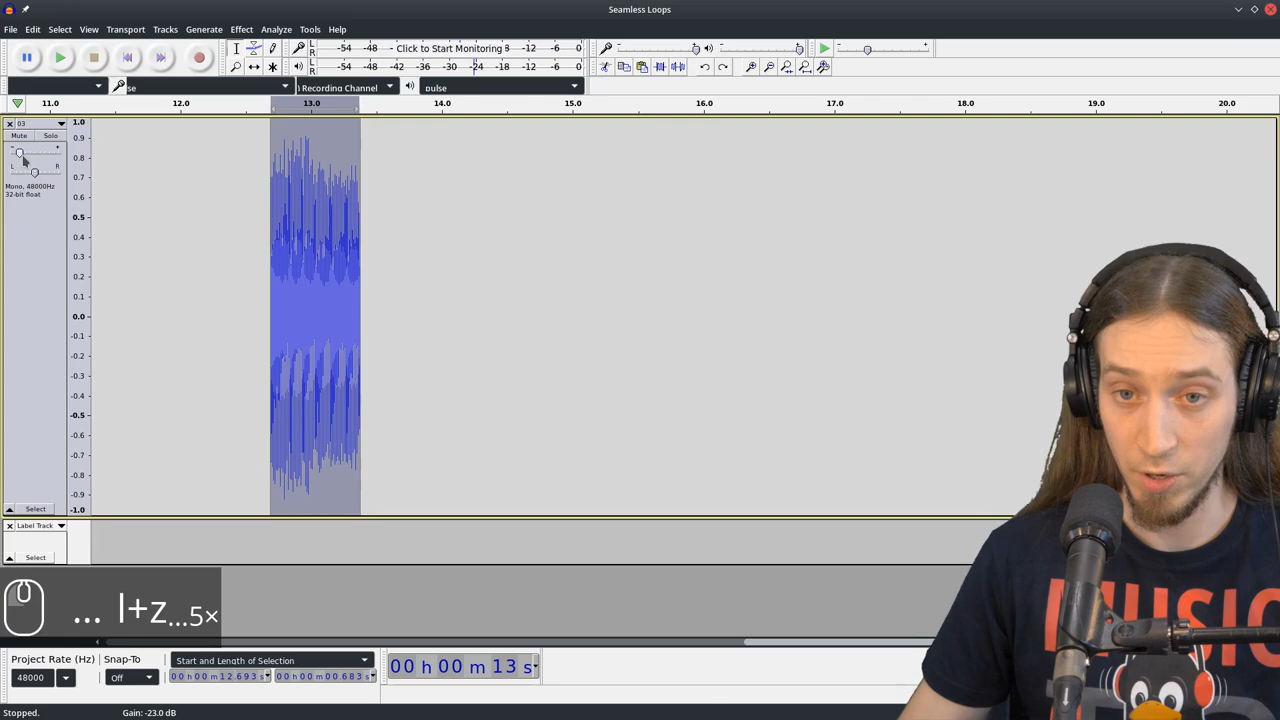 Seamless Loops
File Edit Select View Transport Tracks Generate Effect Analyze Tools Help
L -54 -48 -42 Click to Start Monitoring -12 -6 0
R
L -54 -48 -42 -36 -30 -24 -18 -12 -6 0
R
se
Recording Channel
pulse
11.0 12.0 13.0 14.0 15.0 16.0 17.0 18.0 19.0 20.0
03
Mute Solo
- +
L R
Mono, 48000Hz
32-bit float
Select
1.0
0.9
0.8
0.7
0.6
0.5
0.4
0.3
0.2
0.1
0.0
-0.1
-0.2
-0.3
-0.4
-0.5
-0.6
-0.7
-0.8
-0.9
-1.0
Label Track
Select
... l+z...5×
MUSIC
Project Rate (Hz) Snap-To Start and Length of Selection
48000 Off 00 h 00 m 12.693 s 00 h 00 m 00.683 s
00 h 00 m 13 s
Stopped. Gain: -23.0 dB